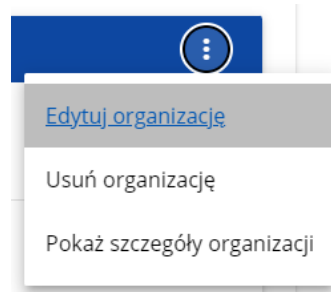 Edytuj organizację
Usuń organizację
Pokaż szczegóły organizacji